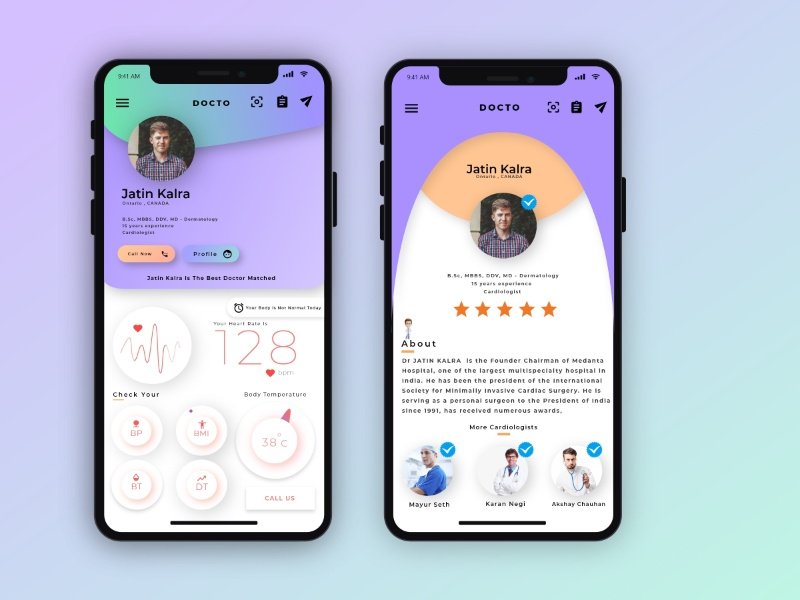 9:41 AM
DOCTO
Jatin Kalra
Ontario , CANADA
B.Sc, MBBS, DDV, MD - Dermatology
15 years experience
Cardiologist
Call Now
Profile
Jatin Kalra Is The Best Doctor Matched
Your Body Is Not Normal Today
Your Heart Rate Is
128
bpm
Check Your
Body Temperature
BP
BMI
38°c
BT
DT
CALL US
9:41 AM
DOCTO
Jatin Kalra
Ontario , CANADA
B.Sc, MBBS, DDV, MD - Dermatology
15 years experience
Cardiologist
About
Dr JATIN KALRA is the Founder Chairman of Medanta
Hospital, one of the largest multispecialty hospital in
India. He has been the president of the International
Society for Minimally Invasive Cardiac Surgery. He is
serving as a personal surgeon to the President of India
since 1991, has received numerous awards,
More Cardiologists
Mayur Seth
Karan Negi
Akshay Chauhan